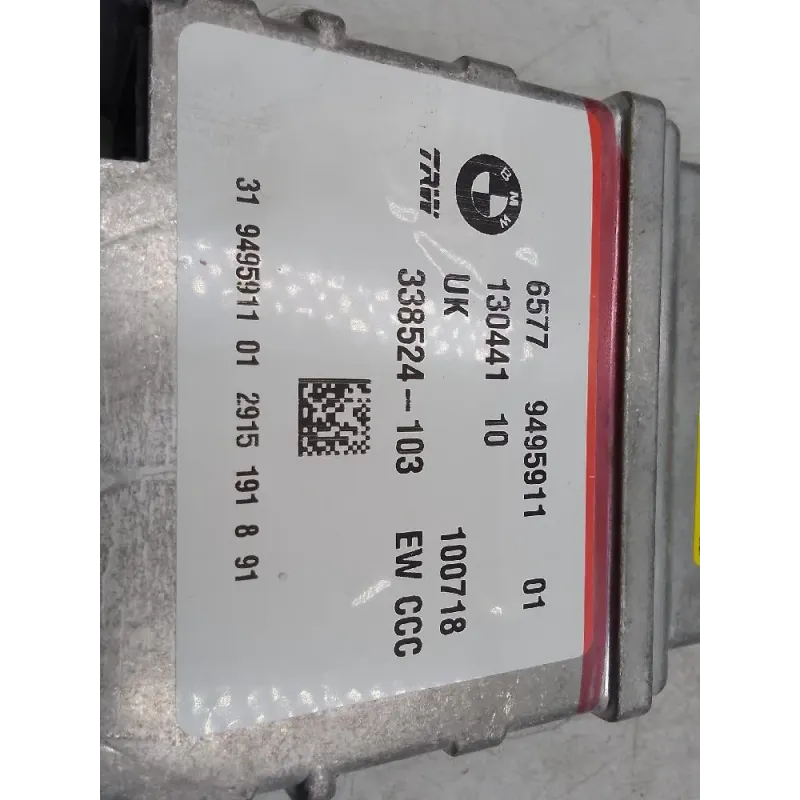 BMW
TRW
6577 9495911 01
130441 10
UK 100718
338524-103 EW CCC
31 9495911 01 2915 191 8 91